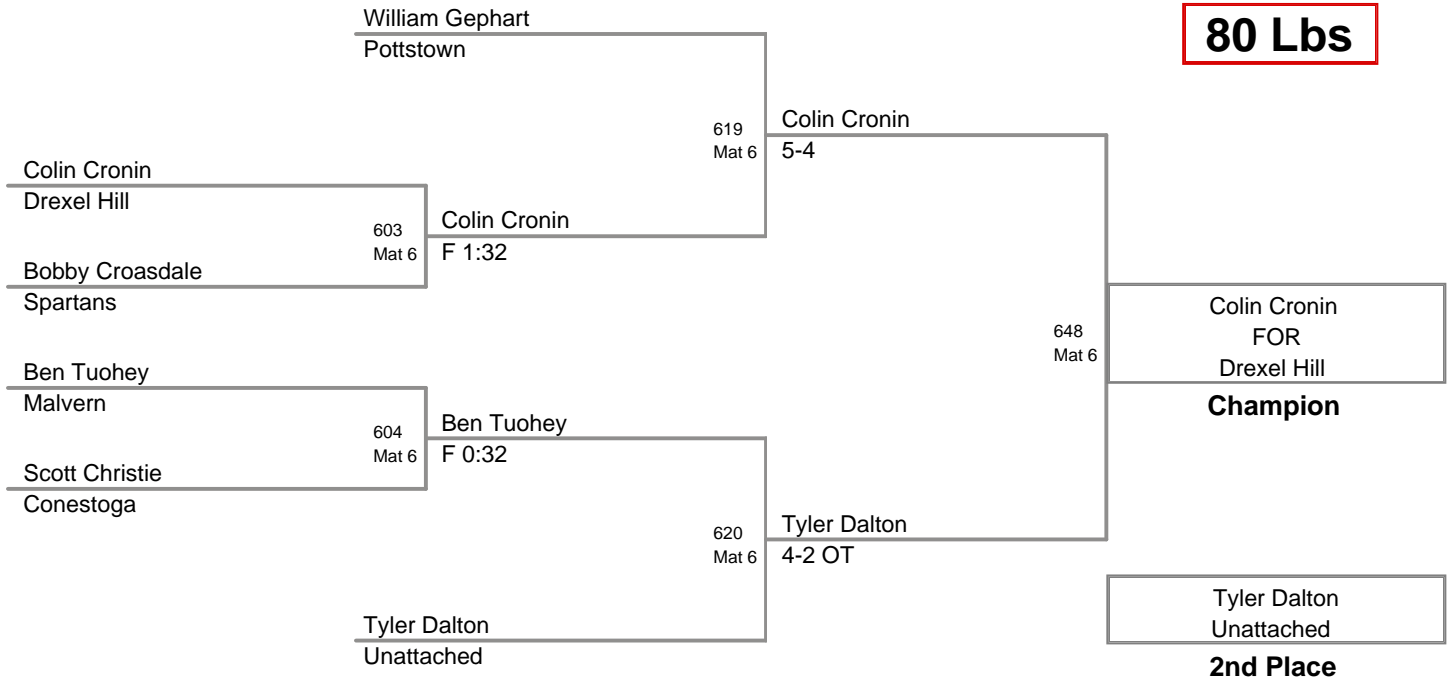 William Gephart
Pottstown
80 Lbs
619
Mat 6
Colin Cronin
5-4
Colin Cronin
Drexel Hill
603
Mat 6
Colin Cronin
F 1:32
Bobby Croasdale
Spartans
648
Mat 6
Colin Cronin
FOR
Drexel Hill
Champion
Ben Tuohey
Malvern
604
Mat 6
Ben Tuohey
F 0:32
Scott Christie
Conestoga
620
Mat 6
Tyler Dalton
4-2 OT
Tyler Dalton
Unattached
Tyler Dalton
Unattached
2nd Place